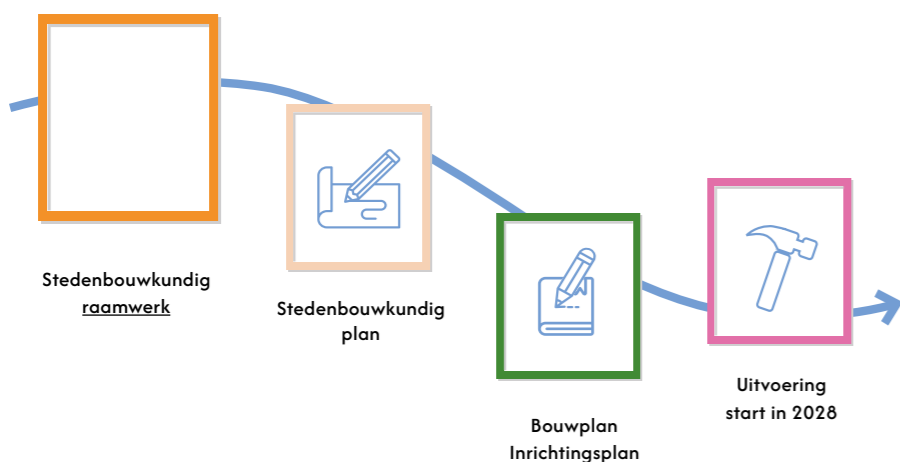 Stedenbouwkundig
raamwerk
Stedenbouwkundig
plan
Bouwplan
Inrichtingsplan
Uitvoering
start in 2028